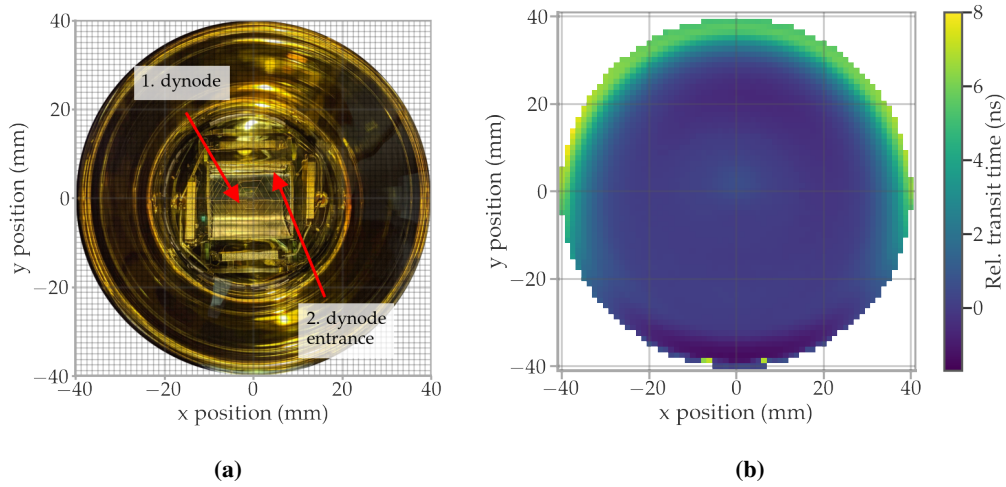 40
20
0
−20
−40
−40
−20
0
20
40
x position (mm)
y position (mm)
1. dynode
2. dynode
entrance
(a)
40
20
0
−20
−40
−40
−20
0
20
40
x position (mm)
y position (mm)
8
6
4
2
0
Rel. transit time (ns)
(b)